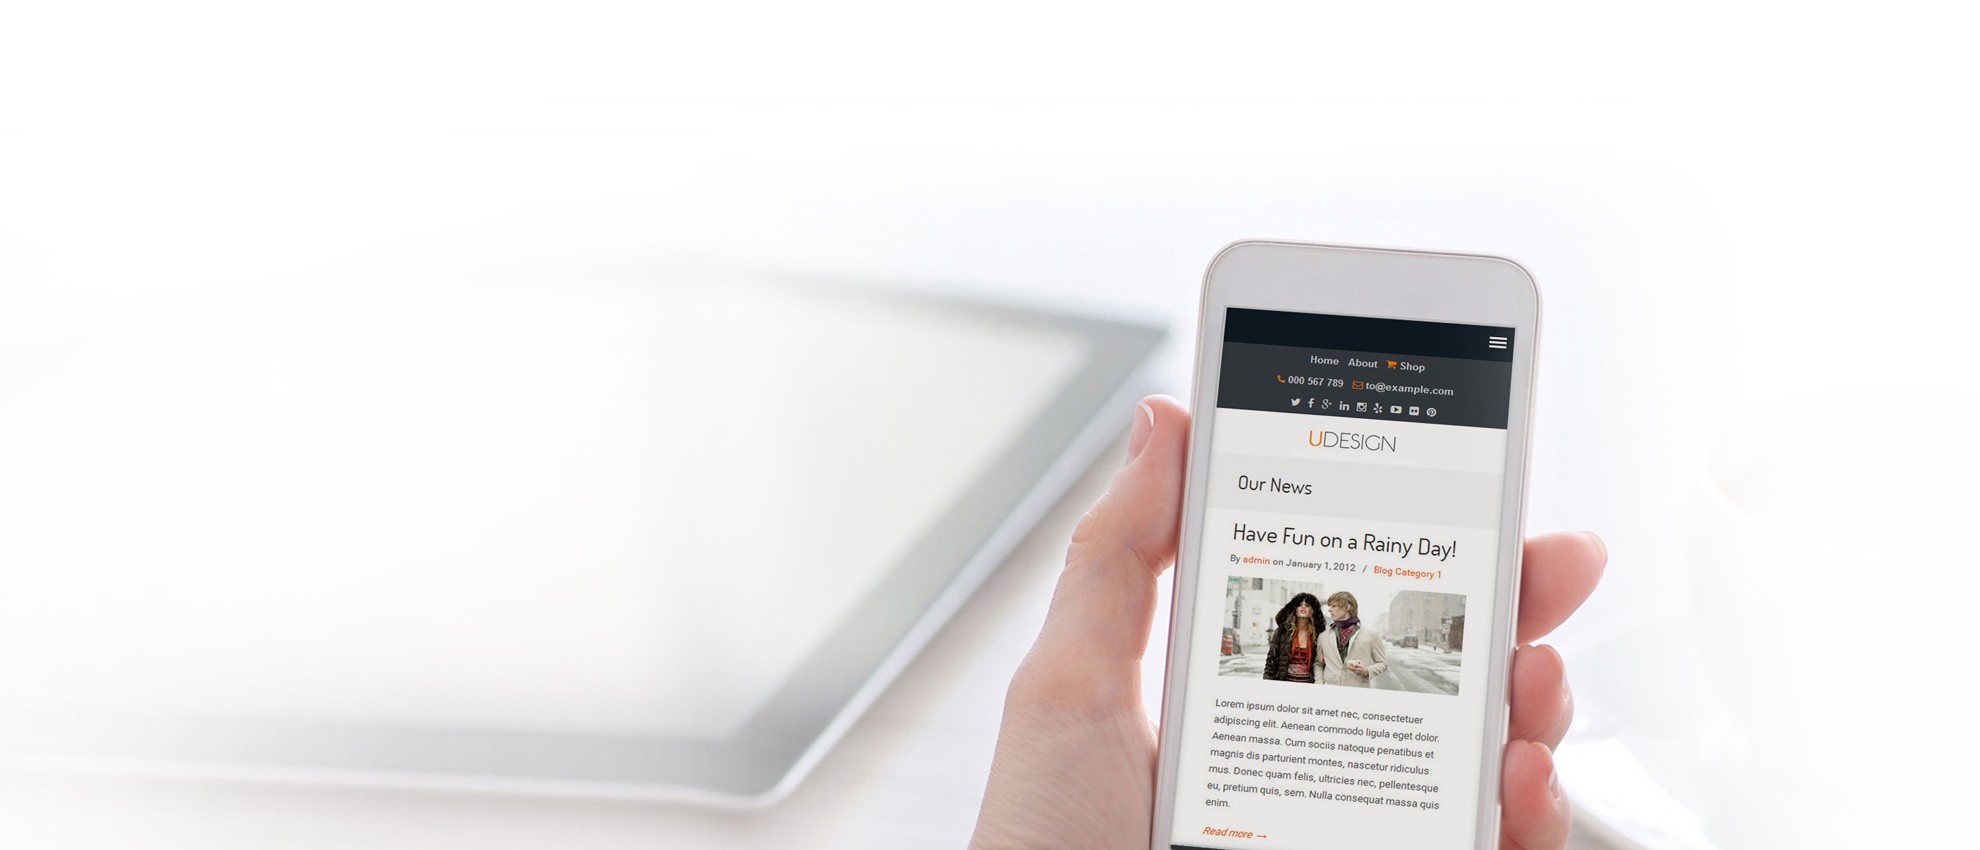 Home About Shop
000 567 789 to@example.com
UDESIGN
Our News
Have Fun on a Rainy Day!
By admin on January 1, 2012 / Blog Category 1
Lorem ipsum dolor sit amet nec, consectetuer
adipiscing elit. Aenean commodo ligula eget dolor.
Aenean massa. Cum sociis natoque penatibus et
magnis dis parturient montes, nascetur ridiculus
mus. Donec quam felis, ultricies nec, pellentesque
eu, pretium quis, sem. Nulla consequat massa quis
enim.
Read more →